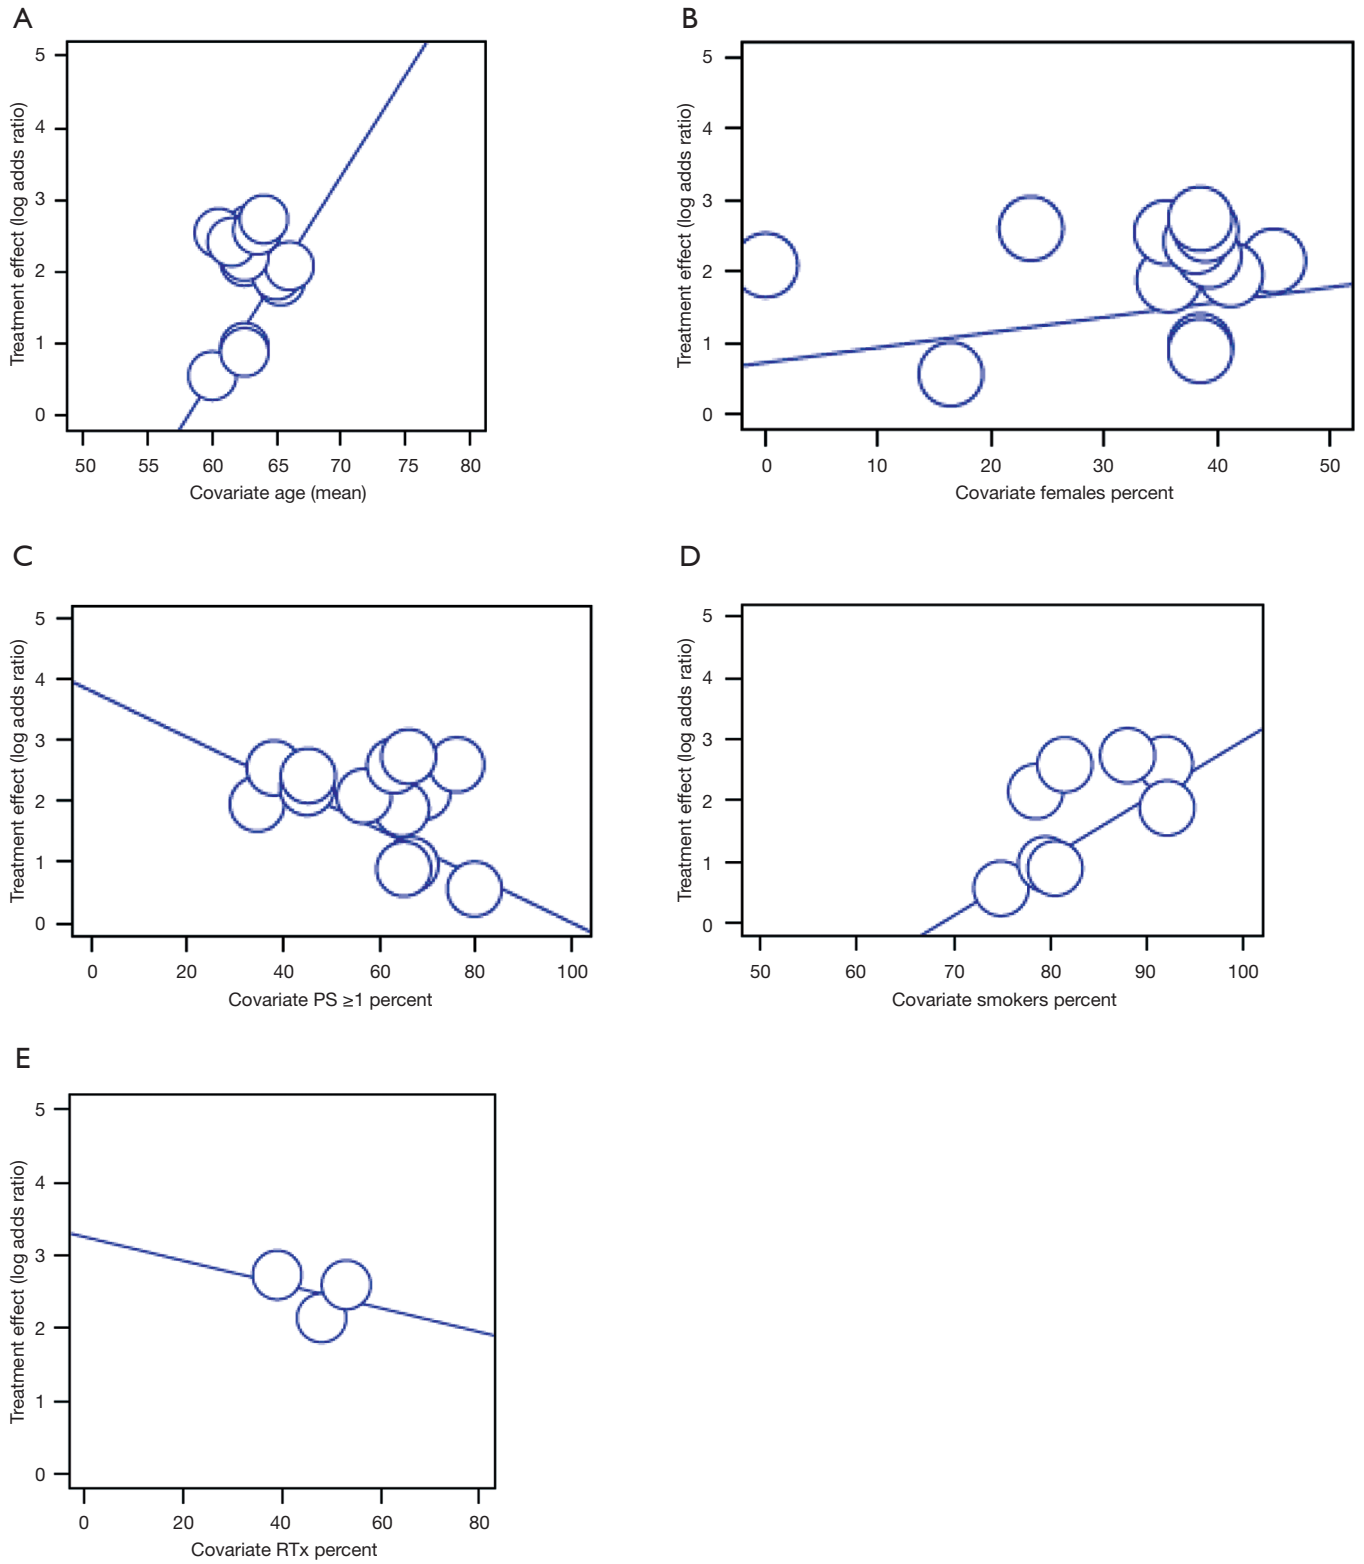 A
B
5
4
3
2
1
0
Treatment effect (log adds ratio)
50 55 60 65 70 75 80
Covariate age (mean)
5
4
3
2
1
0
Treatment effect (log adds ratio)
0 10 20 30 40 50
Covariate females percent
C
D
5
4
3
2
1
0
Treatment effect (log adds ratio)
0 20 40 60 80 100
Covariate PS ≥1 percent
5
4
3
2
1
0
Treatment effect (log adds ratio)
50 60 70 80 90 100
Covariate smokers percent
E
5
4
3
2
1
0
Treatment effect (log adds ratio)
0 20 40 60 80
Covariate RTx percent